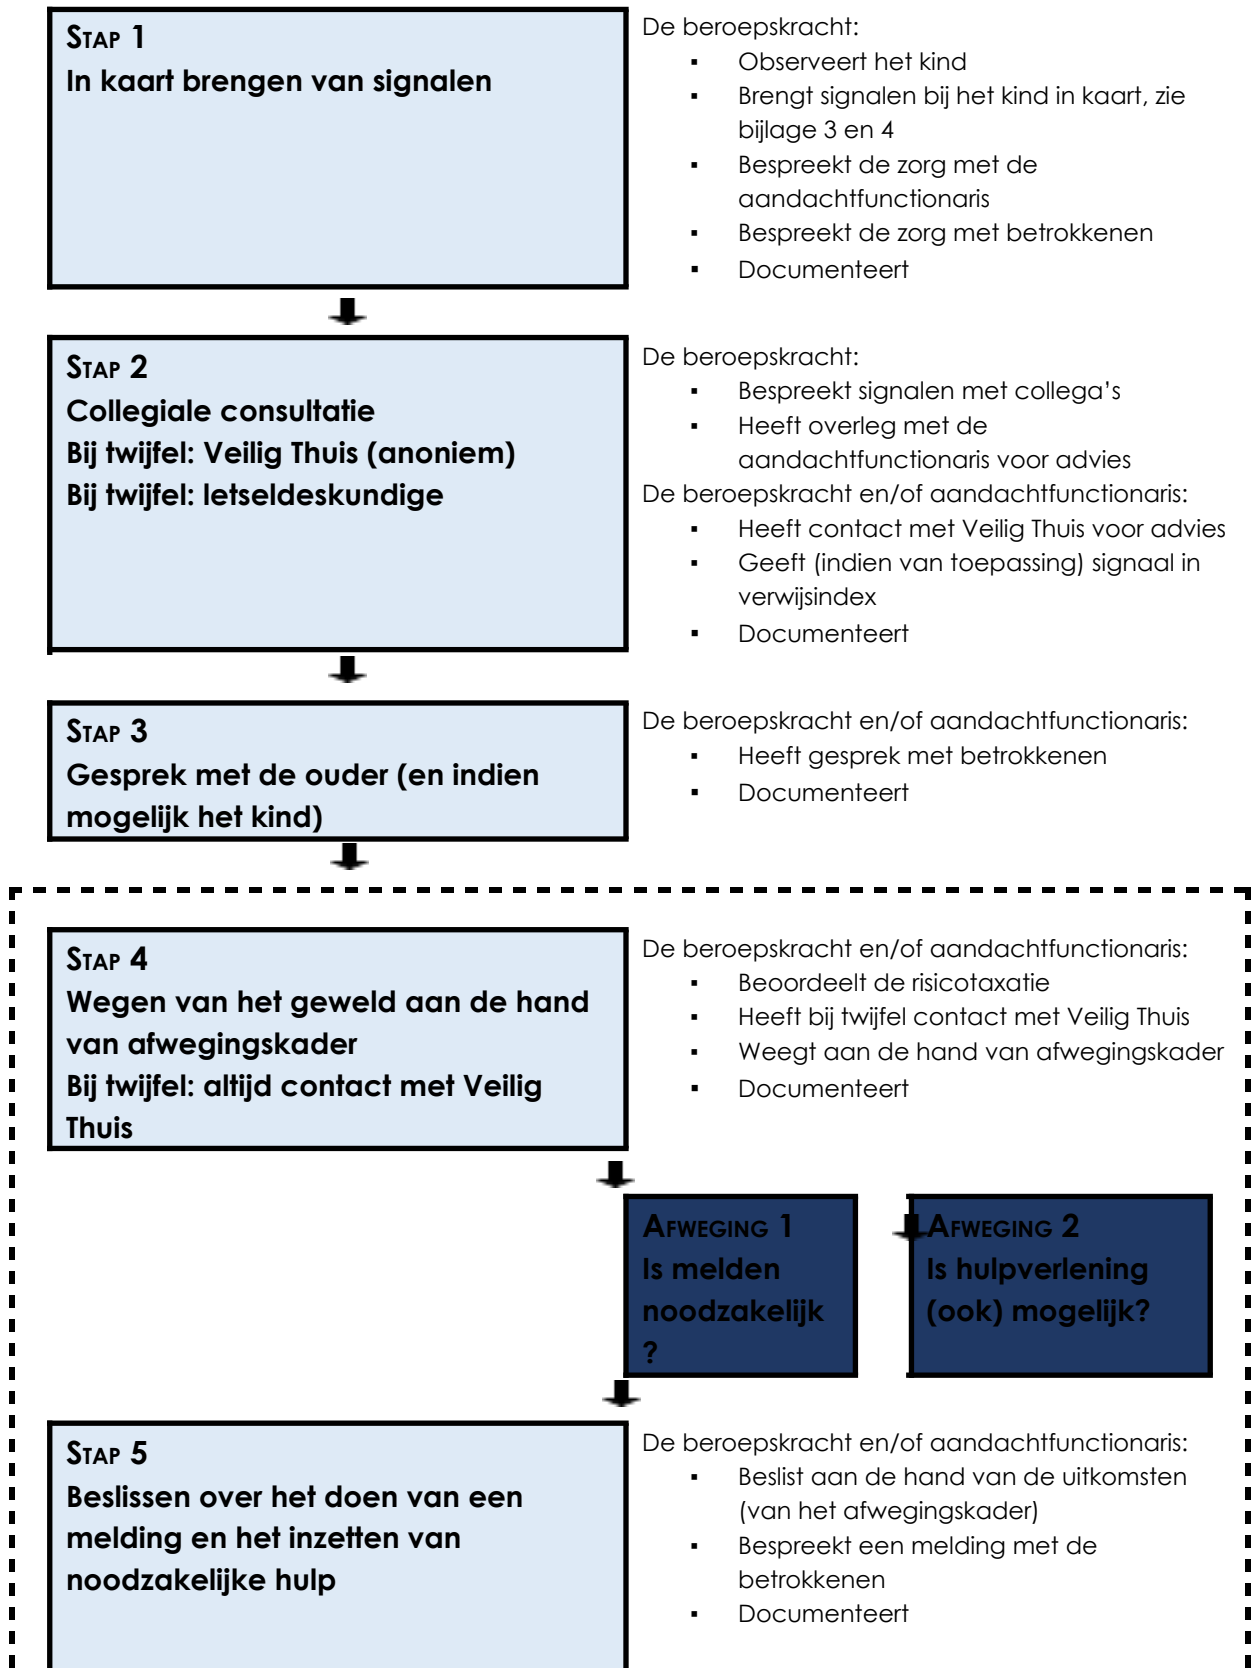 Stap 1
In kaart brengen van signalen
De beroepskracht:
▪ Observeert het kind
▪ Brengt signalen bij het kind in kaart, zie
bijlage 3 en 4
▪ Bespreekt de zorg met de
aandachtfunctionaris
▪ Bespreekt de zorg met betrokkenen
▪ Documenteert
Stap 2
Collegiale consultatie
Bij twijfel: Veilig Thuis (anoniem)
Bij twijfel: letseldeskundige
De beroepskracht:
▪ Bespreekt signalen met collega’s
▪ Heeft overleg met de
aandachtfunctionaris voor advies
De beroepskracht en/of aandachtfunctionaris:
▪ Heeft contact met Veilig Thuis voor advies
▪ Geeft (indien van toepassing) signaal in
verwijsindex
▪ Documenteert
Stap 3
Gesprek met de ouder (en indien
mogelijk het kind)
De beroepskracht en/of aandachtfunctionaris:
▪ Heeft gesprek met betrokkenen
▪ Documenteert
Stap 4
Wegen van het geweld aan de hand
van afwegingskader
Bij twijfel: altijd contact met Veilig
Thuis
De beroepskracht en/of aandachtfunctionaris:
▪ Beoordeelt de risicotaxatie
▪ Heeft bij twijfel contact met Veilig Thuis
▪ Weegt aan de hand van afwegingskader
▪ Documenteert
Afweging 1
Is melden
noodzakelijk
?
Afweging 2
Is hulpverlening
(ook) mogelijk?
Stap 5
Beslissen over het doen van een
melding en het inzetten van
noodzakelijke hulp
De beroepskracht en/of aandachtfunctionaris:
▪ Beslist aan de hand van de uitkomsten
(van het afwegingskader)
▪ Bespreekt een melding met de
betrokkenen
▪ Documenteert